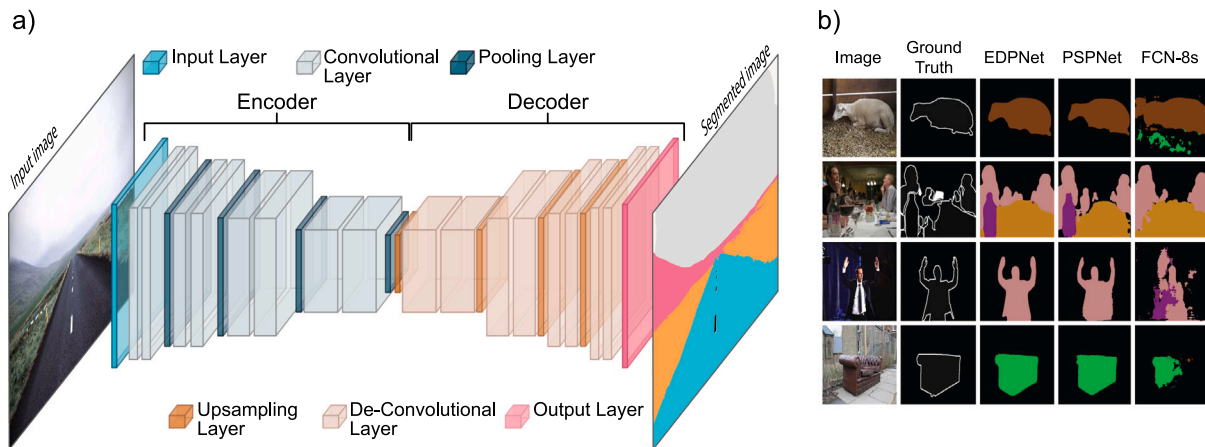 a)
Input Layer
Convolutional
Layer
Pooling Layer
Encoder
Decoder
Input image
Segmented image
Upsampling
Layer
De-Convolutional
Layer
Output Layer
b)
Image
Ground
Truth
EDPNet
PSPNet
FCN-8s